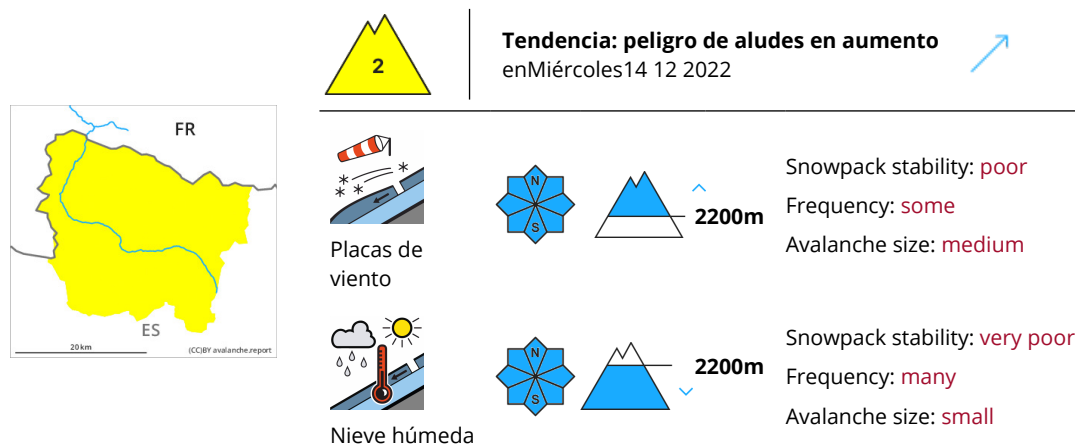 2
Tendencia: peligro de aludes en aumento
enMiércoles14 12 2022
FR
ES
20 km
(CC)BY avalanche.report
Placas de
viento
N
S
2200m
Snowpack stability: poor
Frequency: some
Avalanche size: medium
Nieve húmeda
N
S
2200m
Snowpack stability: very poor
Frequency: many
Avalanche size: small